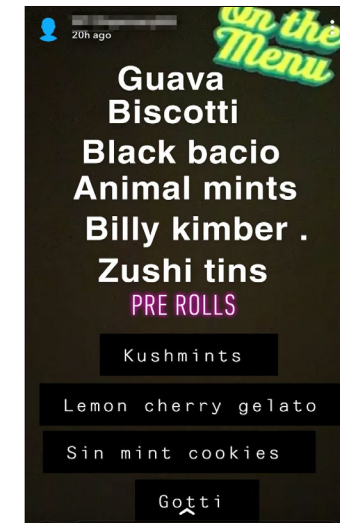 20h ago
On the
Menu
Guava
Biscotti
Black bacio
Animal mints
Billy kimber .
Zushi tins
PRE ROLLS
Kushmints
Lemon cherry gelato
Sin mint cookies
Gotti